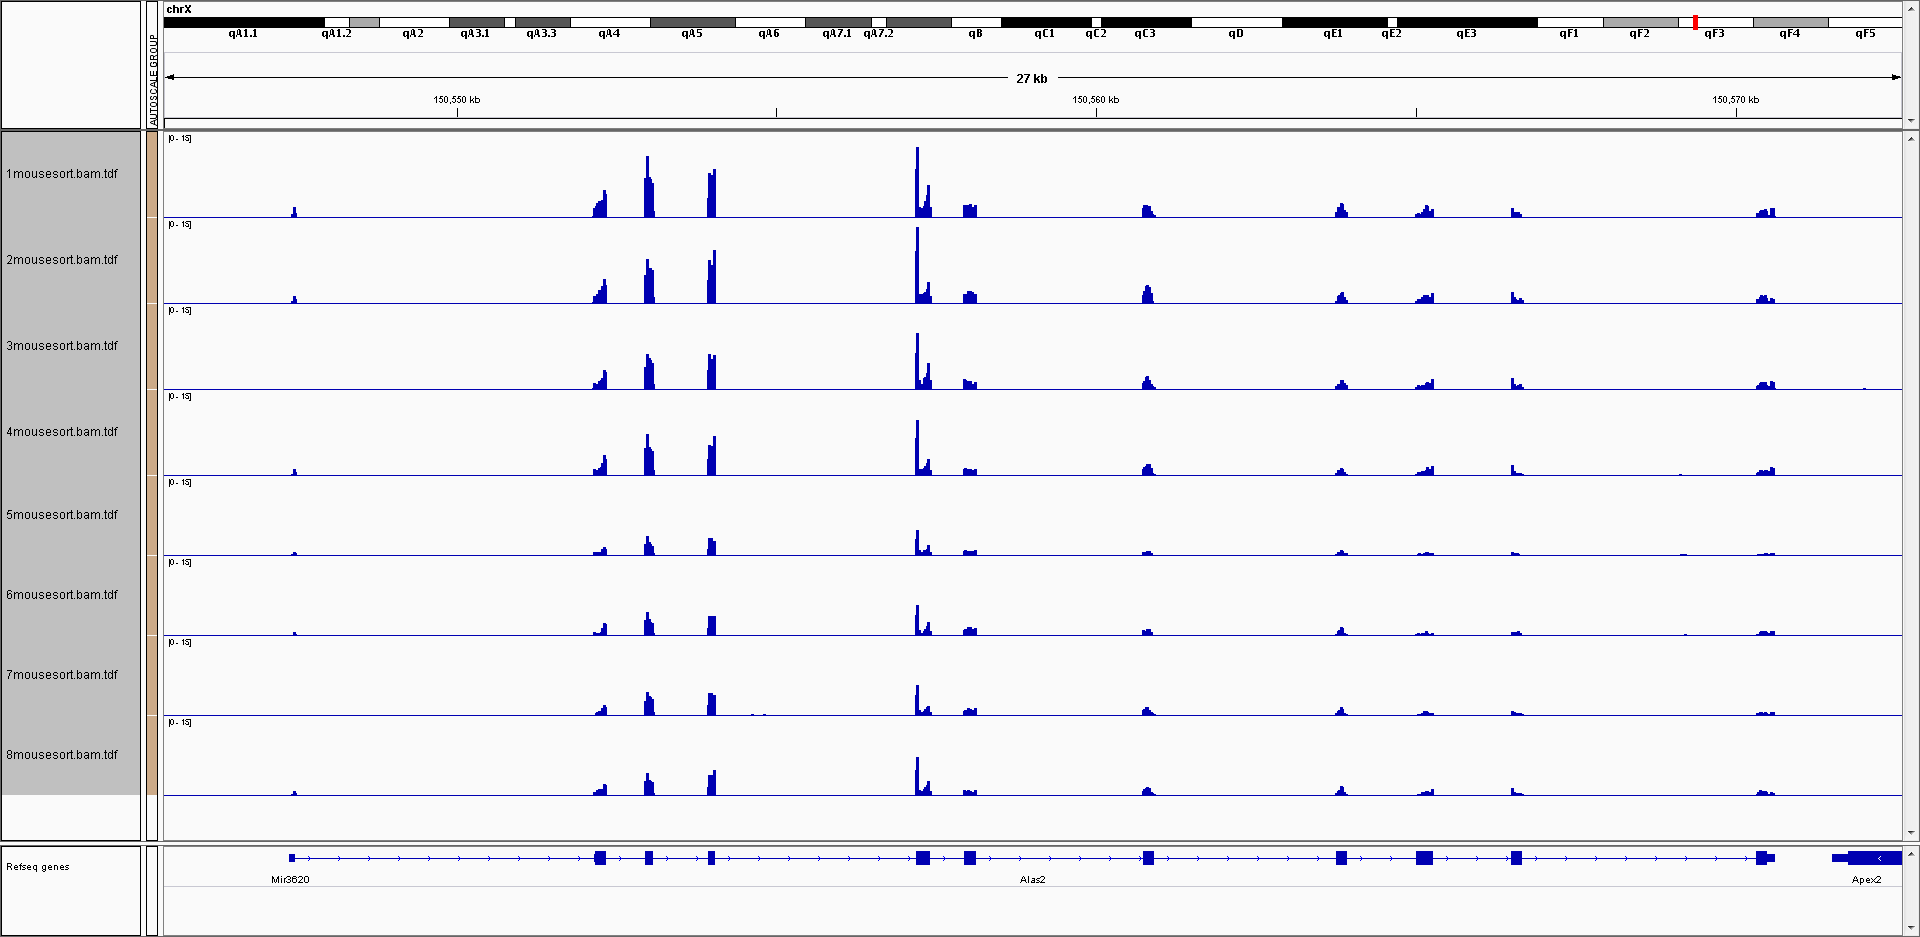 chrX
qA1.1 qA1.2 qA2 qA3.1 qA3.3 qA4 qA5 qA6 qA7.1 qA7.2 qB qC1 qC2 qC3 qD qE1 qE2 qE3 qF1 qF2 qF3 qF4 qF5
AUTOSCALE GROUP
27 kb
150,550 kb 150,560 kb 150,570 kb
[0 - 15]
1mousesort.bam.tdf
[0 - 15]
2mousesort.bam.tdf
[0 - 15]
3mousesort.bam.tdf
[0 - 15]
4mousesort.bam.tdf
[0 - 15]
5mousesort.bam.tdf
[0 - 15]
6mousesort.bam.tdf
[0 - 15]
7mousesort.bam.tdf
[0 - 15]
8mousesort.bam.tdf
Refseq genes
Mir3620 Alas2 Apex2